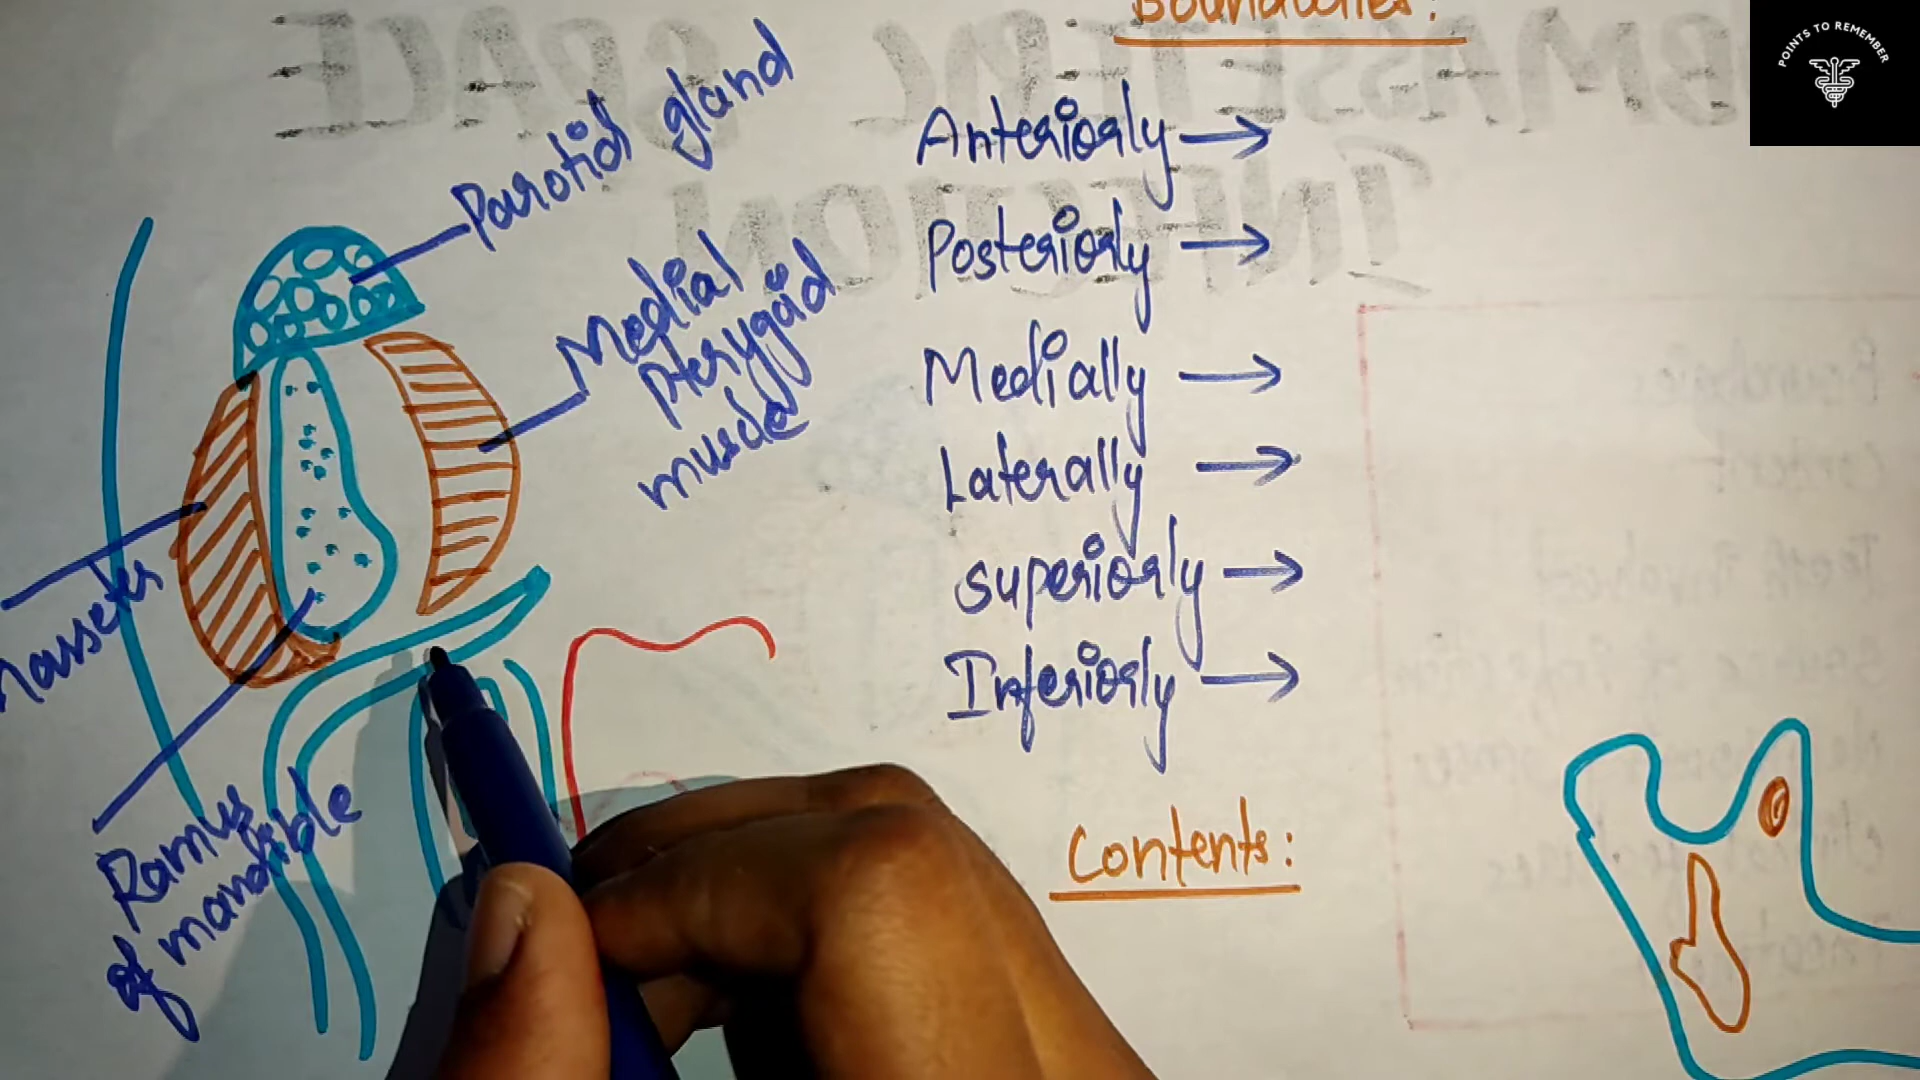 Boundaries:
POINTS TO REMEMBER
Parotid gland
Medial
pterygoid
muscle
Masseter
Ramus
of mandible
Anteriorly →
Posteriorly →
Medially →
Laterally →
superiorly →
Inferiorly →
Contents: